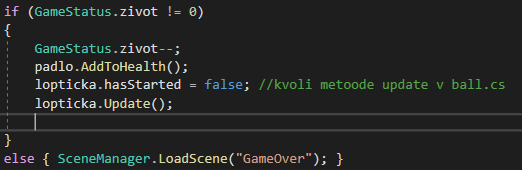 if (GameStatus.zivot != 0)
{
GameStatus.zivot--;
padlo.AddToHealth();
lopticka.hasStarted = false; //kvoli metoode update v ball.cs
lopticka.Update();
}
else { SceneManager.LoadScene("GameOver"); }